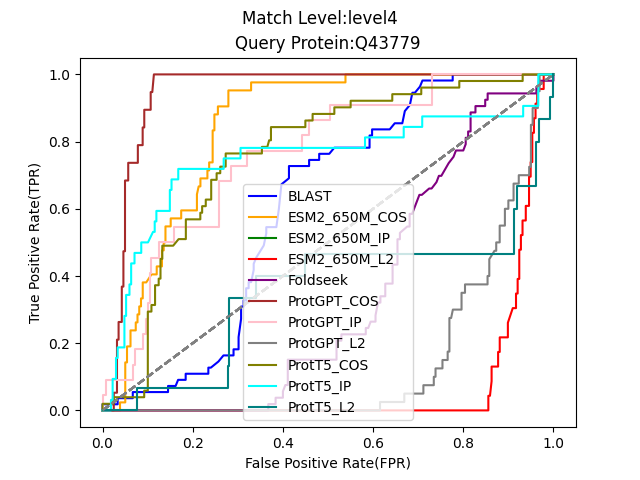 Match Level:level4
Query Protein:Q43779
True Positive Rate(TPR)
1.0
0.8
0.6
0.4
0.2
0.0
BLAST
ESM2_650M_COS
ESM2_650M_IP
ESM2_650M_L2
Foldseek
ProtGPT_COS
ProtGPT_IP
ProtGPT_L2
ProtT5_COS
ProtT5_IP
ProtT5_L2
0.0 0.2 0.4 0.6 0.8 1.0
False Positive Rate(FPR)